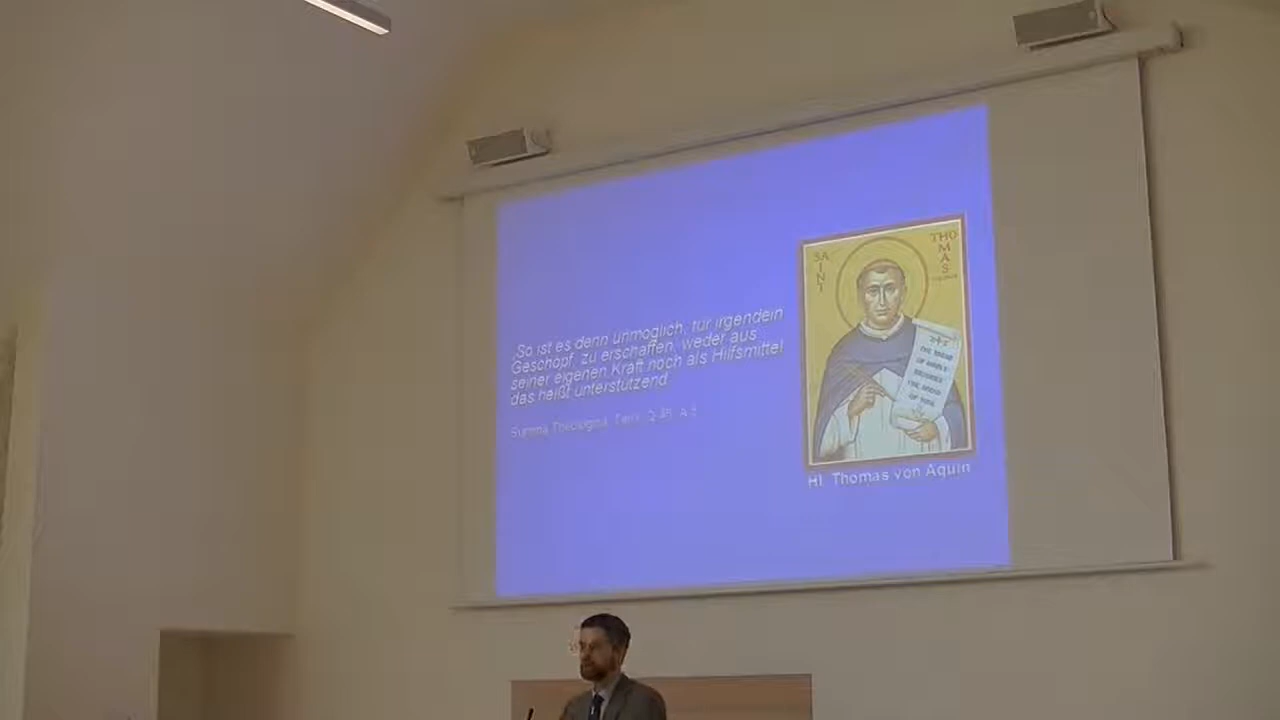 „So ist es denn unmöglich, für irgendein
Geschöpf, zu erschaffen, weder aus
seiner eigenen Kraft noch als Hilfsmittel
das heißt unterstützend
Summa Theologica
SAINT
THOMAS
Hl. Thomas von Aquin